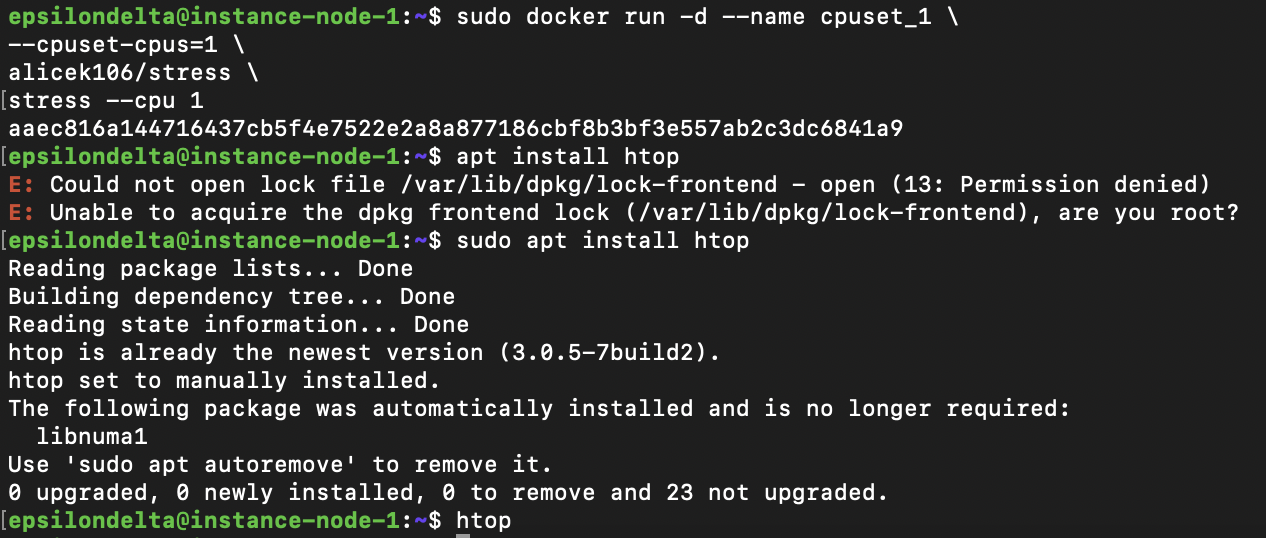 epsilondelta@instance-node-1:~$ sudo docker run -d --name cpuset_1 \
--cpuset-cpus=1 \
alicek106/stress \
[stress --cpu 1
aaec816a144716437cb5f4e7522e2a8a877186cbf8b3bf3e557ab2c3dc6841a9
[epsilondelta@instance-node-1:~$ apt install htop
E: Could not open lock file /var/lib/dpkg/lock-frontend - open (13: Permission denied)
E: Unable to acquire the dpkg frontend lock (/var/lib/dpkg/lock-frontend), are you root?
[epsilondelta@instance-node-1:~$ sudo apt install htop
Reading package lists... Done
Building dependency tree... Done
Reading state information... Done
htop is already the newest version (3.0.5-7build2).
htop set to manually installed.
The following package was automatically installed and is no longer required:
  libnuma1
Use 'sudo apt autoremove' to remove it.
0 upgraded, 0 newly installed, 0 to remove and 23 not upgraded.
[epsilondelta@instance-node-1:~$ htop